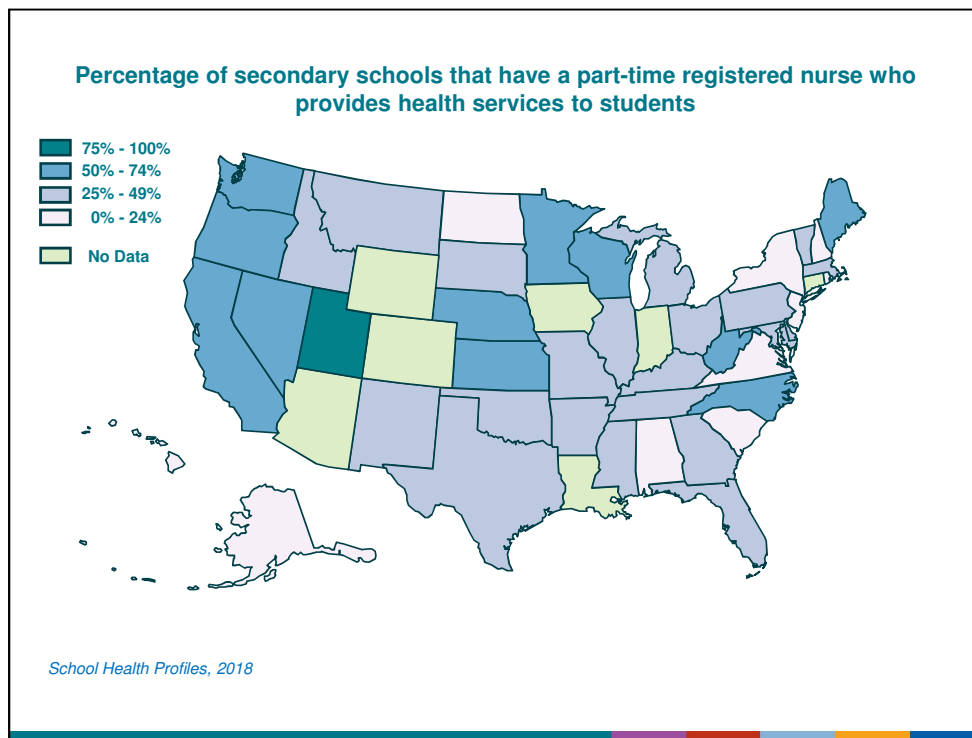 Percentage of secondary schools that have a part-time registered nurse who
provides health services to students
75% - 100%
50% - 74%
25% - 49%
0% - 24%
No Data
School Health Profiles, 2018